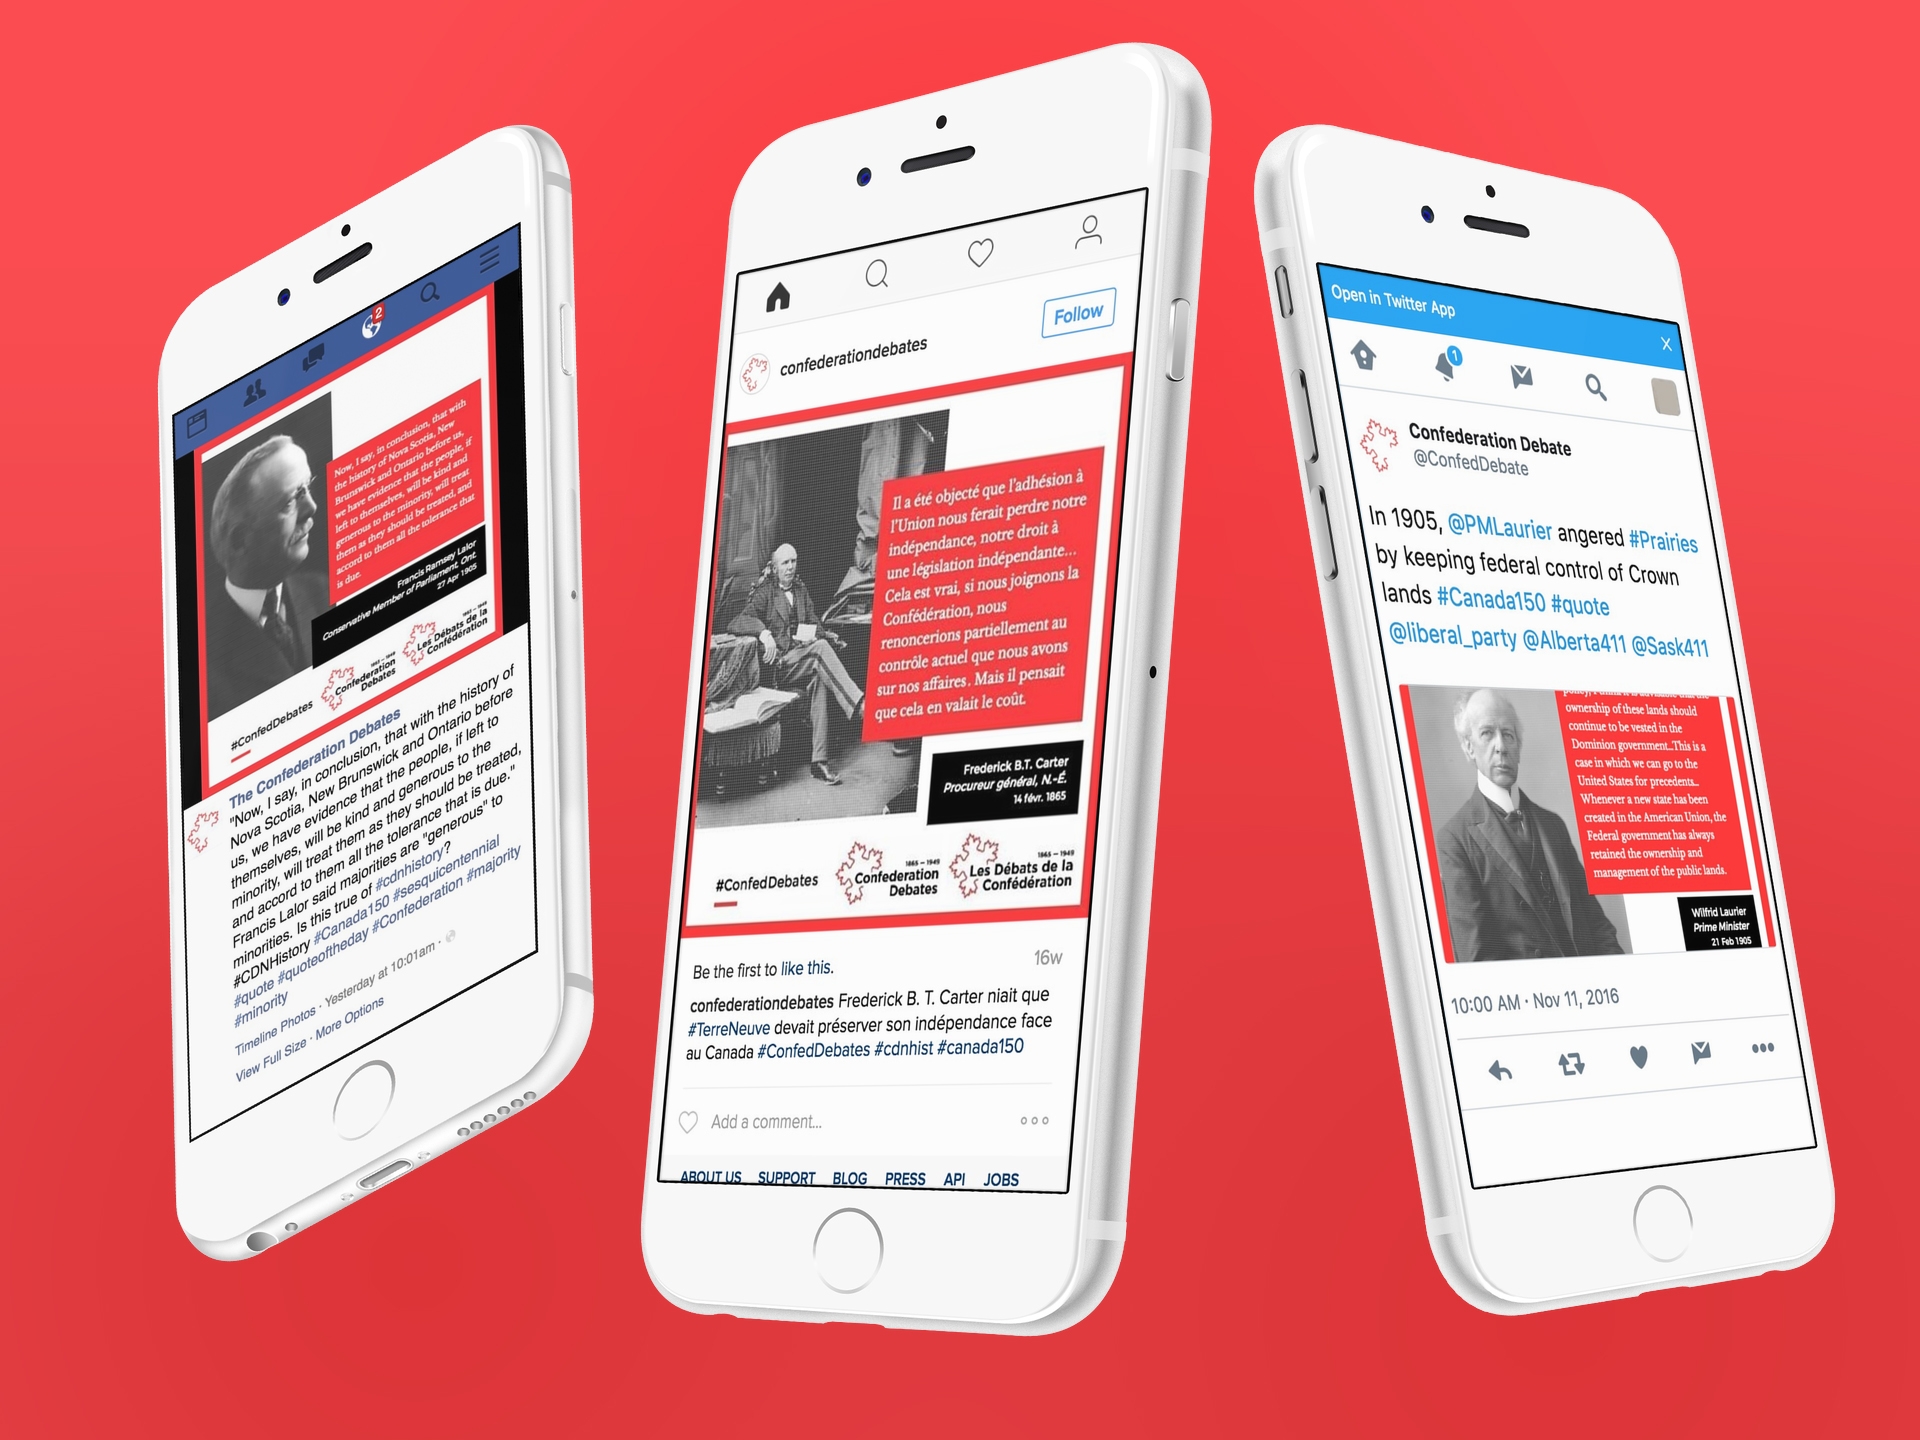 2
Now, I say, in conclusion, that with
the history of Nova Scotia, New
Brunswick and Ontario before us,
we have evidence that the people, if
left to themselves, will be kind and
generous to the minority, will treat
them as they should be treated, and
accord to them all the tolerance that
is due.
Francis Ramsey Lalor
Conservative Member of Parliament, Ont.
27 Apr 1905
#ConfedDebates
1865 – 1949
Confederation
Debates
1865 – 1949
Les Débats de la
Confédération
The Confederation Debates
"Now, I say, in conclusion, that with the history of
Nova Scotia, New Brunswick and Ontario before
us, we have evidence that the people, if left to
themselves, will be kind and generous to the
minority, will treat them as they should be treated,
and accord to them all the tolerance that is due."
Francis Lalor said majorities are "generous" to
minorities. Is this true of #cdnhistory?
#CDNHistory #Canada150 #sesquicentennial
#quote #quoteoftheday #Confederation #majority
#minority
Timeline Photos · Yesterday at 10:01am ·
View Full Size · More Options
confederationdebates
Follow
Il a été objecté que l'adhésion à
l'Union nous ferait perdre notre
indépendance, notre droit à
une législation indépendante...
Cela est vrai, si nous joignons la
Confédération, nous
renoncerions partiellement au
contrôle actuel que nous avons
sur nos affaires. Mais il pensait
que cela en valait le coût.
Frederick B.T. Carter
Procureur général, N.-É.
14 févr. 1865
#ConfedDebates
1865 – 1949
Confederation
Debates
1865 – 1949
Les Débats de la
Confédération
Be the first to like this.
16w
confederationdebates Frederick B. T. Carter niait que
#TerreNeuve devait préserver son indépendance face
au Canada #ConfedDebates #cdnhist #canada150
Add a comment...
ABOUT US SUPPORT BLOG PRESS API JOBS
Open in Twitter App
X
1
Confederation Debate
@ConfedDebate
In 1905, @PMLaurier angered #Prairies
by keeping federal control of Crown
lands #Canada150 #quote
@liberal_party @Alberta411 @Sask411
ownership of these lands should
continue to be vested in the
Dominion government...This is a
case in which we can go to the
United States for precedents...
Whenever a new state has been
created in the American Union, the
Federal government has always
retained the ownership and
management of the public lands.
Wilfrid Laurier
Prime Minister
21 Feb 1905
10:00 AM · Nov 11, 2016